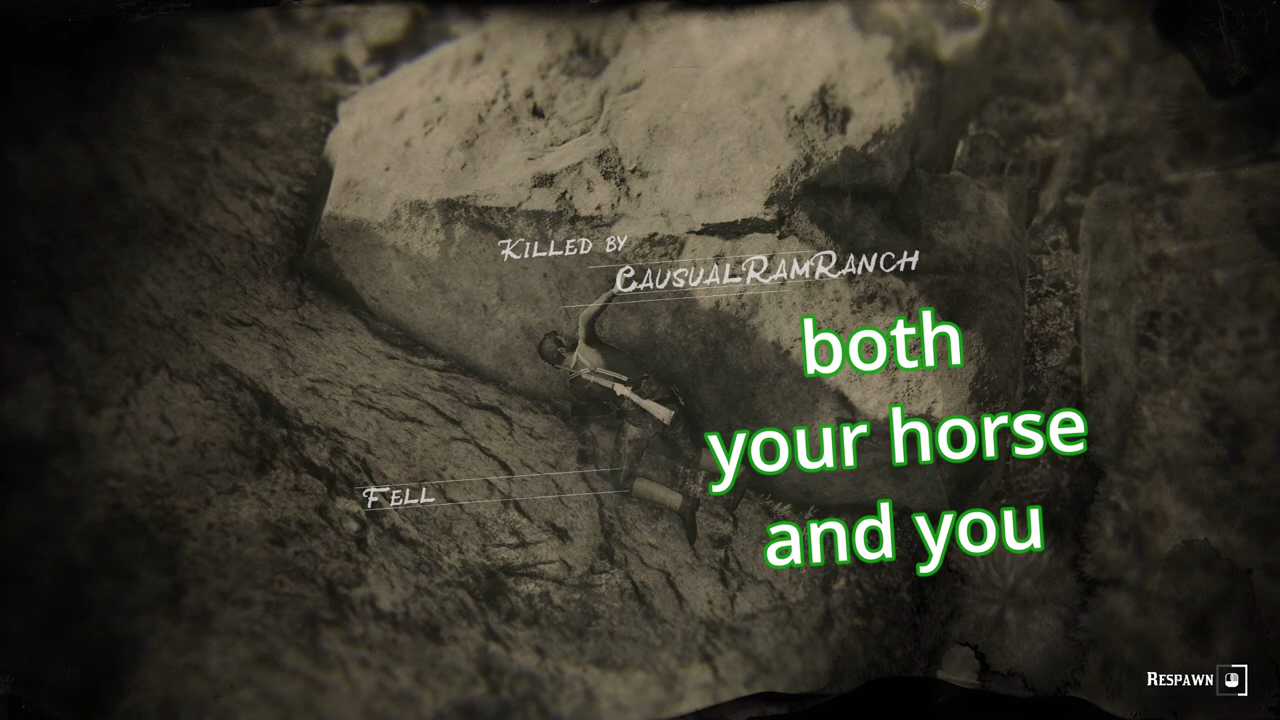 Killed by
CausualRamRanch
both
your horse
and you
Fell
Respawn